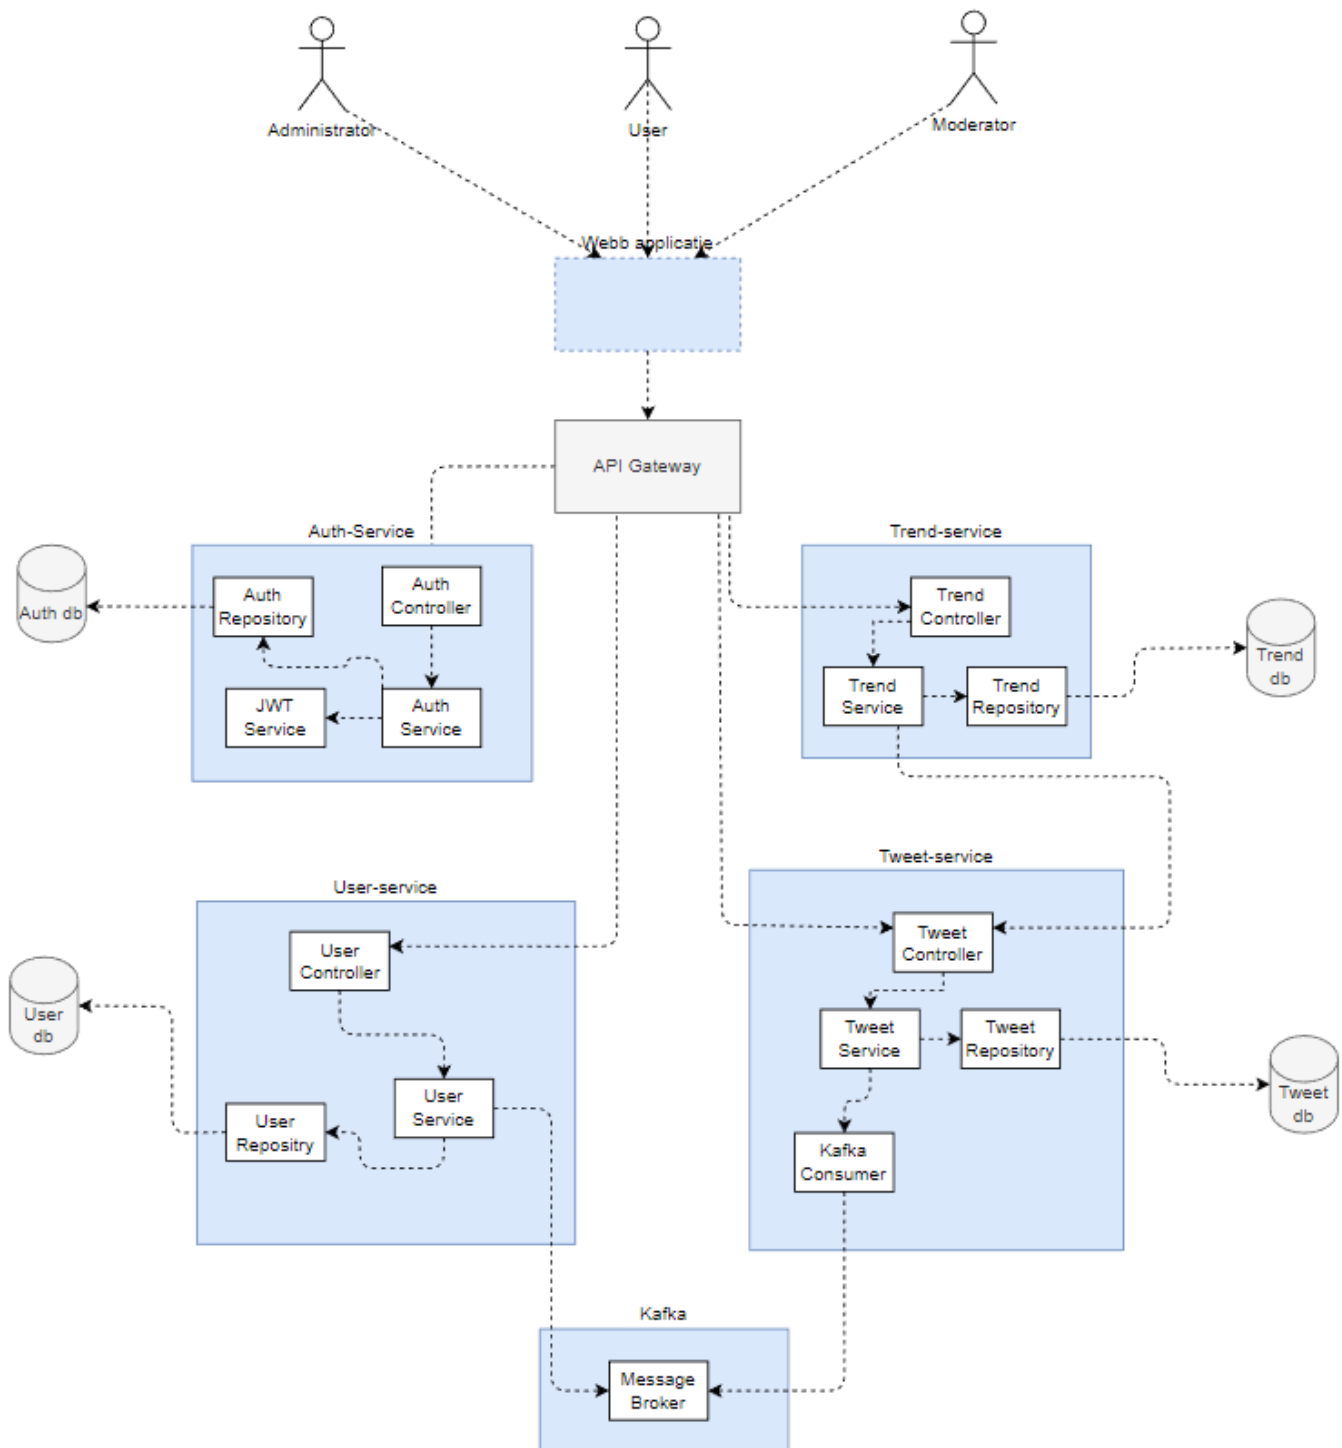 Administrator
User
Moderator
Webb applicatie
API Gateway
Auth-Service
Auth
Repository
Auth
Controller
JWT
Service
Auth
Service
Auth db
Trend-service
Trend
Controller
Trend
Service
Trend
Repository
Trend
db
User-service
User
Controller
User
Service
User
Repositry
User
db
Tweet-service
Tweet
Controller
Tweet
Service
Tweet
Repository
Kafka
Consumer
Tweet
db
Kafka
Message
Broker